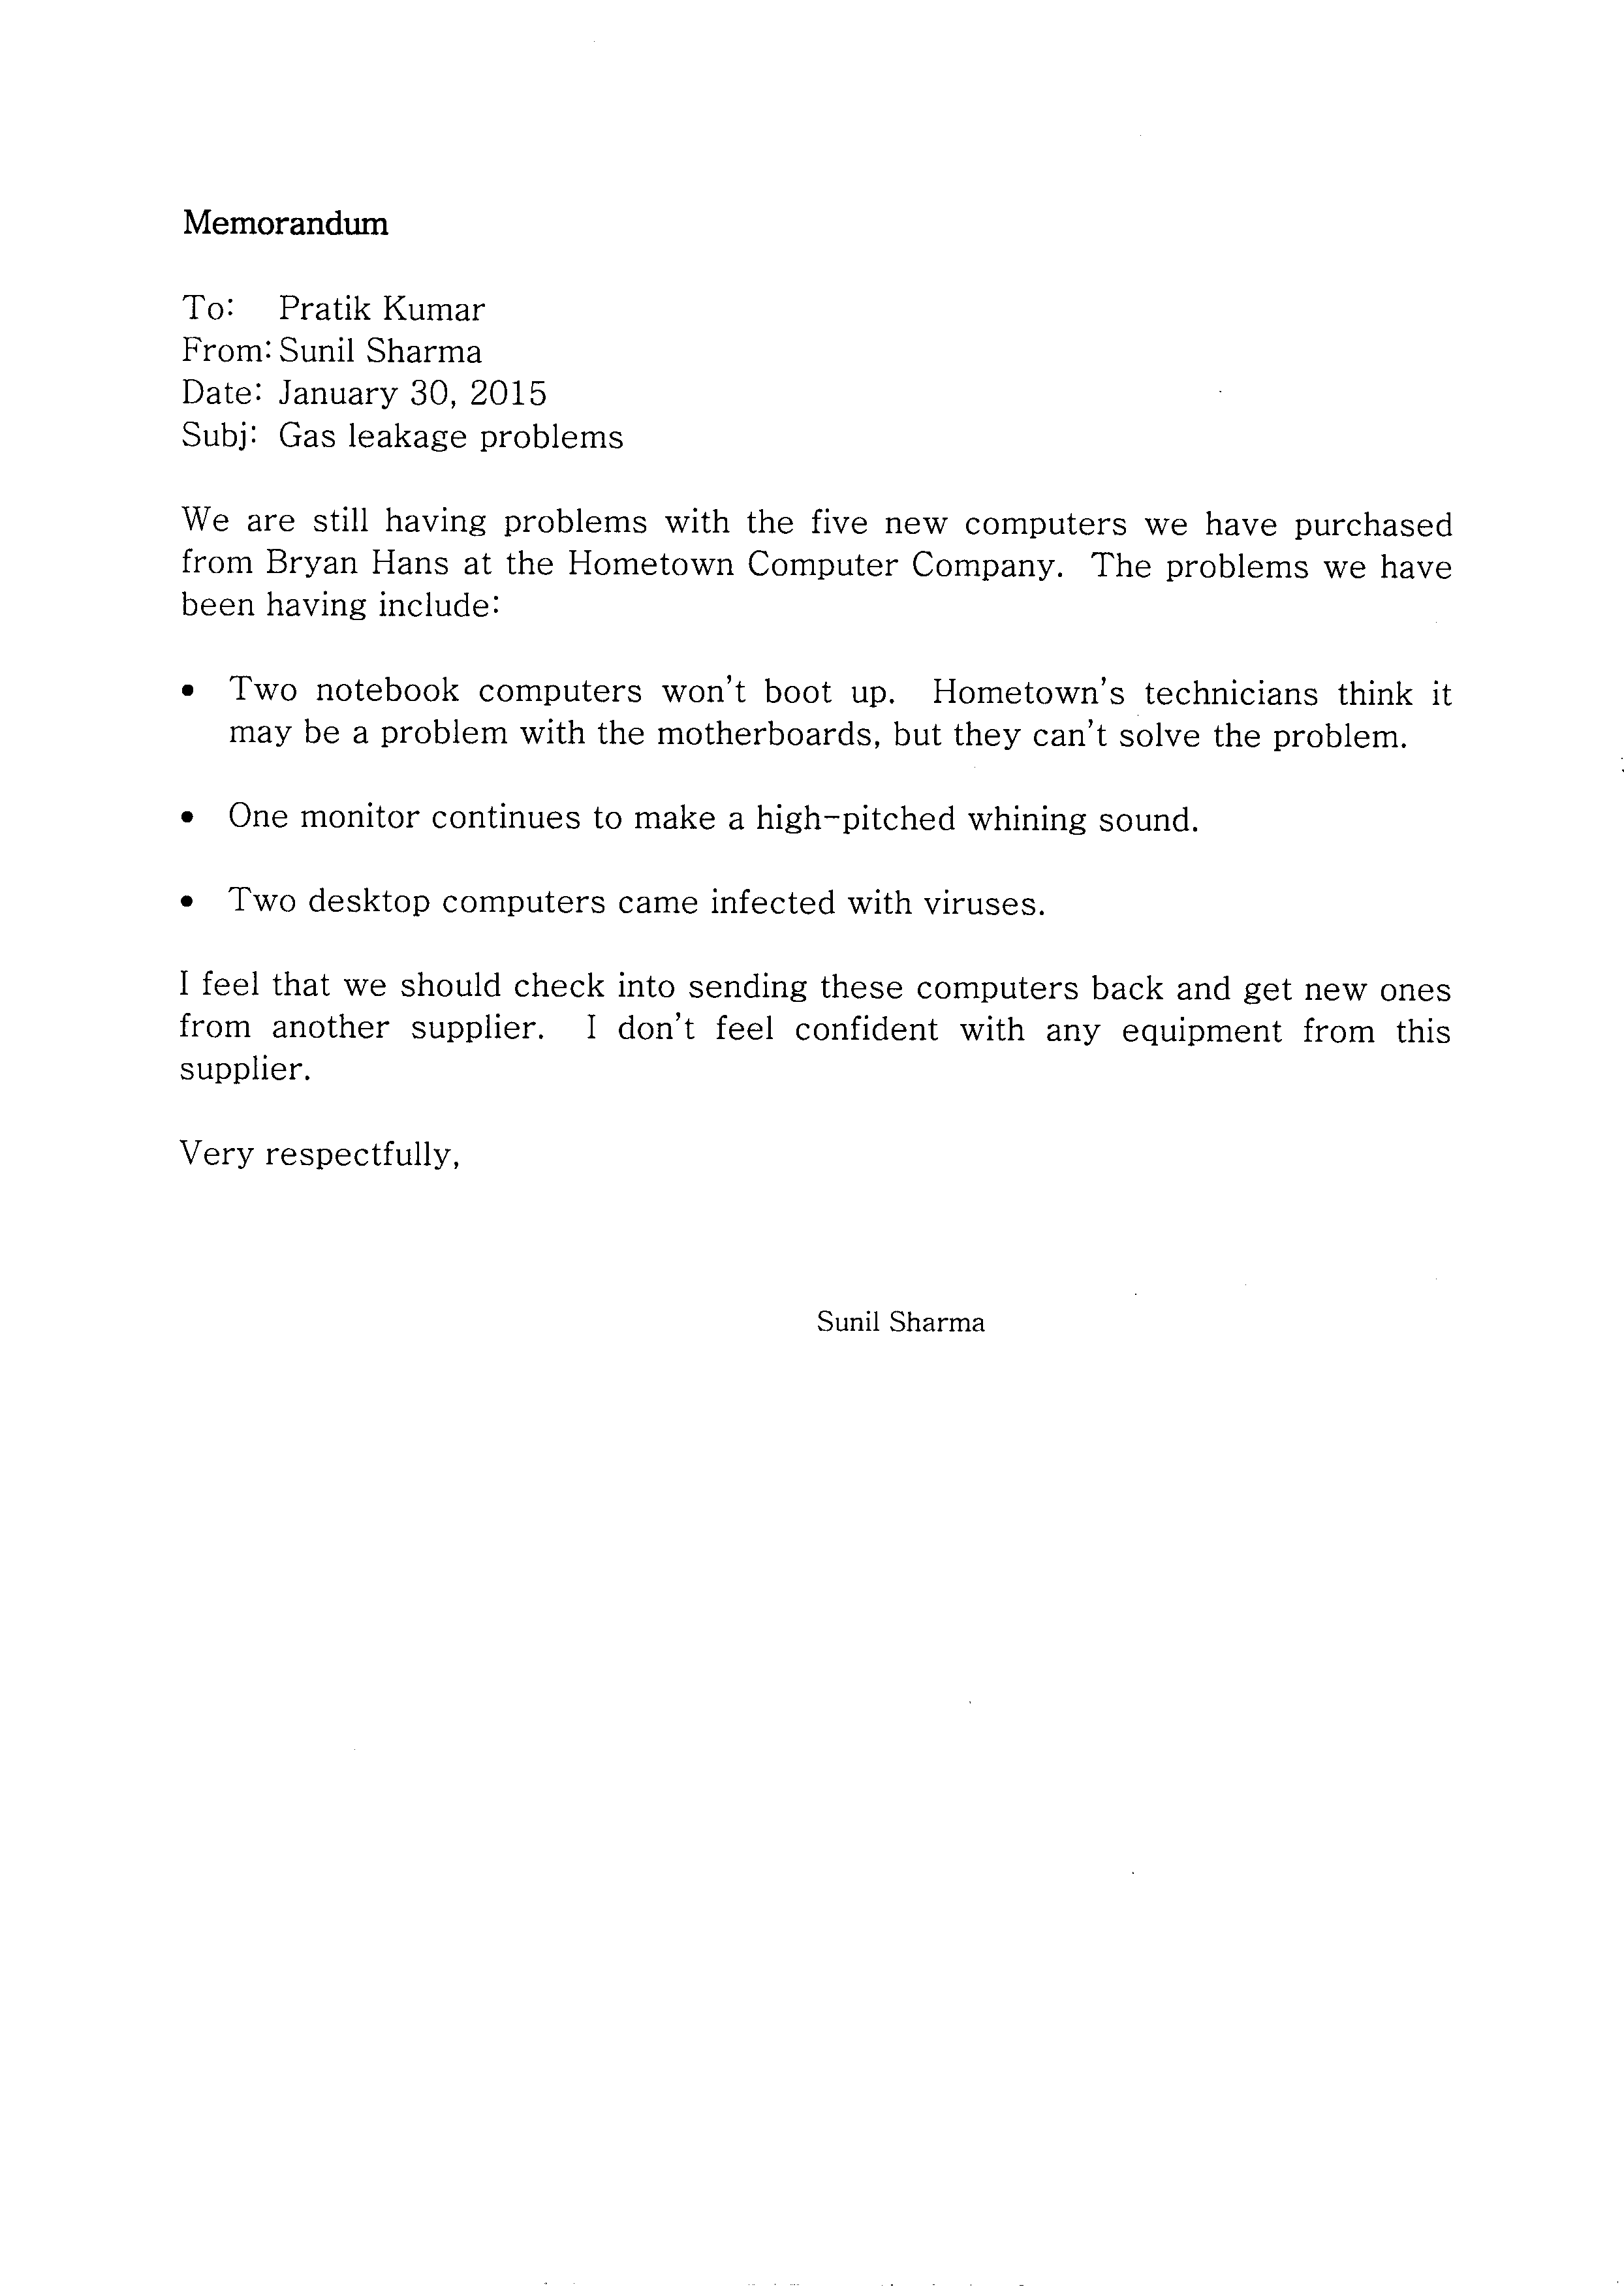 Memorandum
To: Pratik Kumar
From: Sunil Sharma
Date: January 30, 2015
Subj: Gas leakage problems
We are still having problems with the five new computers we have purchased
from Bryan Hans at the Hometown Computer Company. The problems we have
been having include:
• Two notebook computers won't boot up. Hometown's technicians think it
may be a problem with the motherboards, but they can't solve the problem.
• One monitor continues to make a high-pitched whining sound.
• Two desktop computers came infected with viruses.
I feel that we should check into sending these computers back and get new ones
from another supplier. I don't feel confident with any equipment from this
supplier.
Very respectfully,
Sunil Sharma